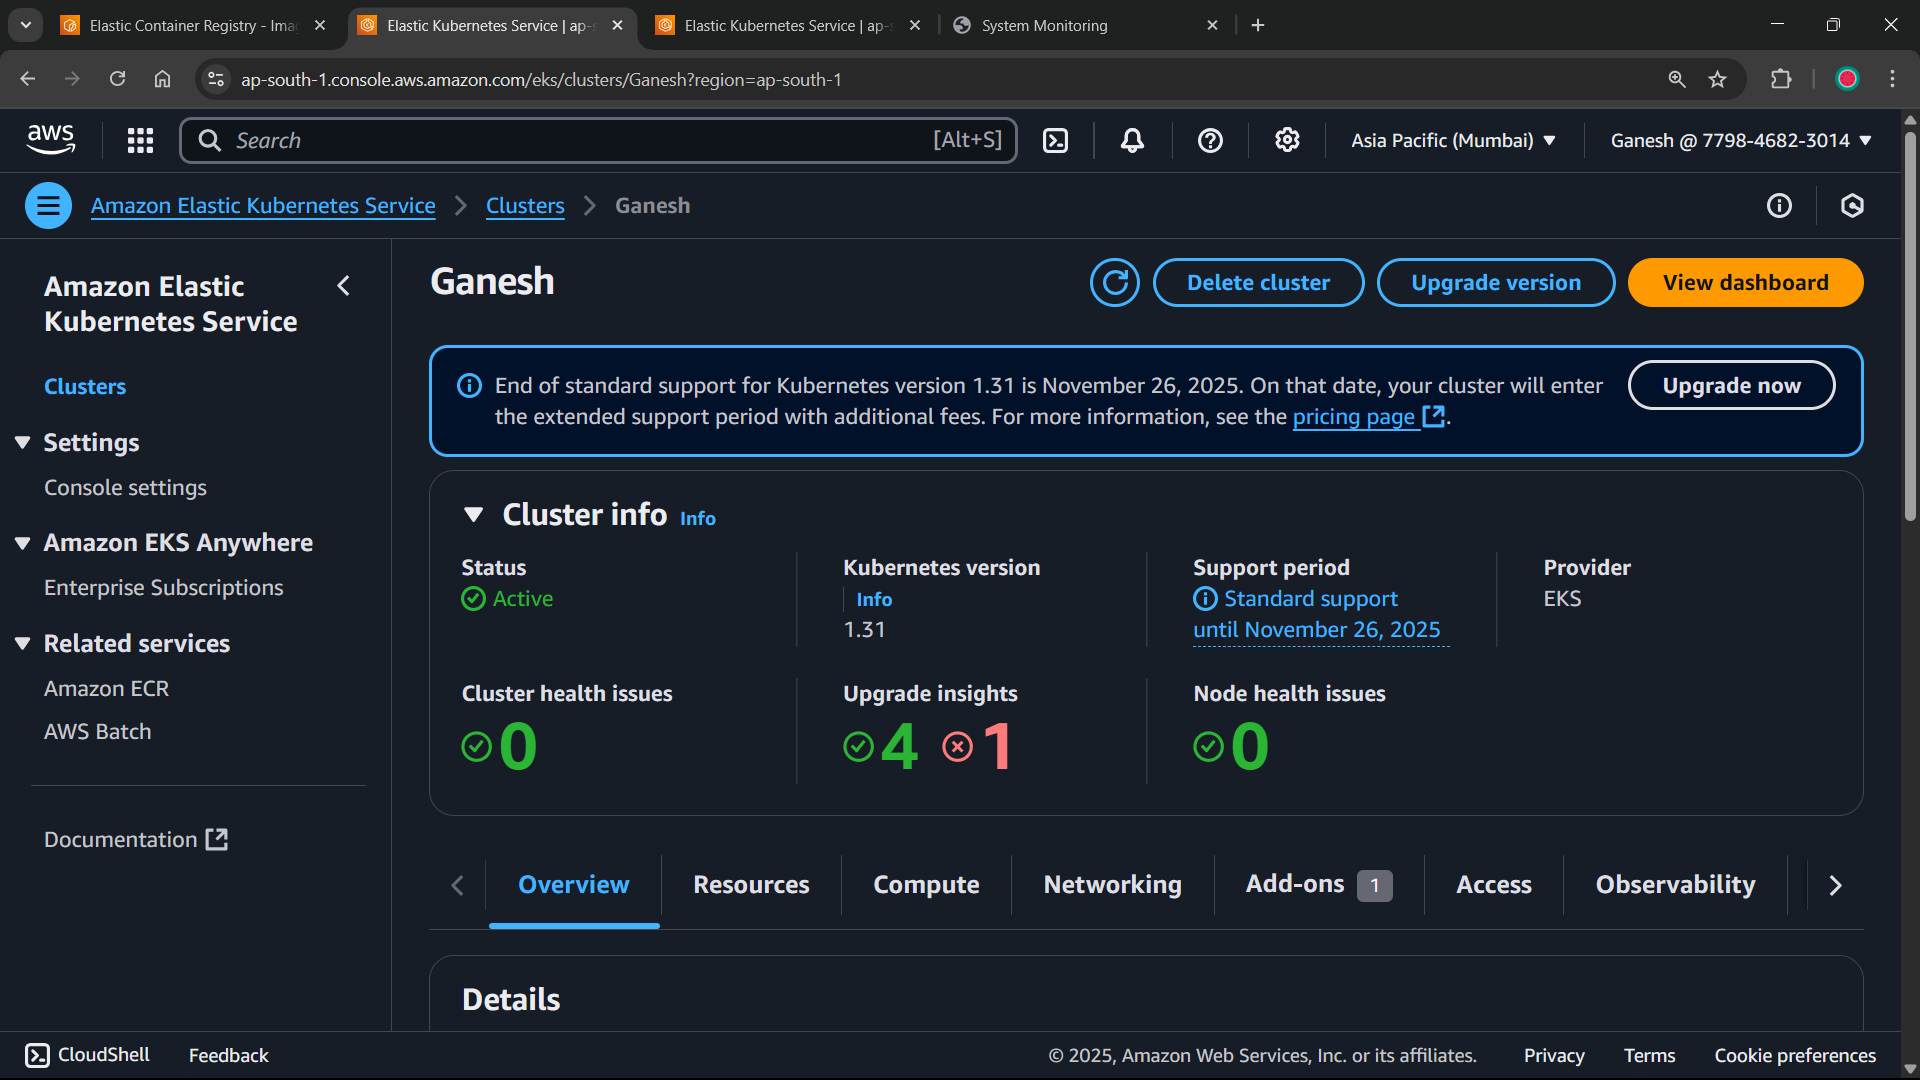 Elastic Container Registry - Ima
Elastic Kubernetes Service | ap-s
Elastic Kubernetes Service | ap-s
System Monitoring
ap-south-1.console.aws.amazon.com/eks/clusters/Ganesh?region=ap-south-1
aws
Search
[Alt+S]
Asia Pacific (Mumbai)
Ganesh @ 7798-4682-3014
Amazon Elastic Kubernetes Service
Clusters
Ganesh
Amazon Elastic
Kubernetes Service
Clusters
Settings
Console settings
Amazon EKS Anywhere
Enterprise Subscriptions
Related services
Amazon ECR
AWS Batch
Documentation
Ganesh
Delete cluster
Upgrade version
View dashboard
End of standard support for Kubernetes version 1.31 is November 26, 2025. On that date, your cluster will enter
the extended support period with additional fees. For more information, see the pricing page.
Upgrade now
Cluster info Info
Status
Active
Kubernetes version
Info
1.31
Support period
Standard support
until November 26, 2025
Provider
EKS
Cluster health issues
0
Upgrade insights
4 1
Node health issues
0
Overview
Resources
Compute
Networking
Add-ons 1
Access
Observability
Details
CloudShell
Feedback
© 2025, Amazon Web Services, Inc. or its affiliates.
Privacy
Terms
Cookie preferences